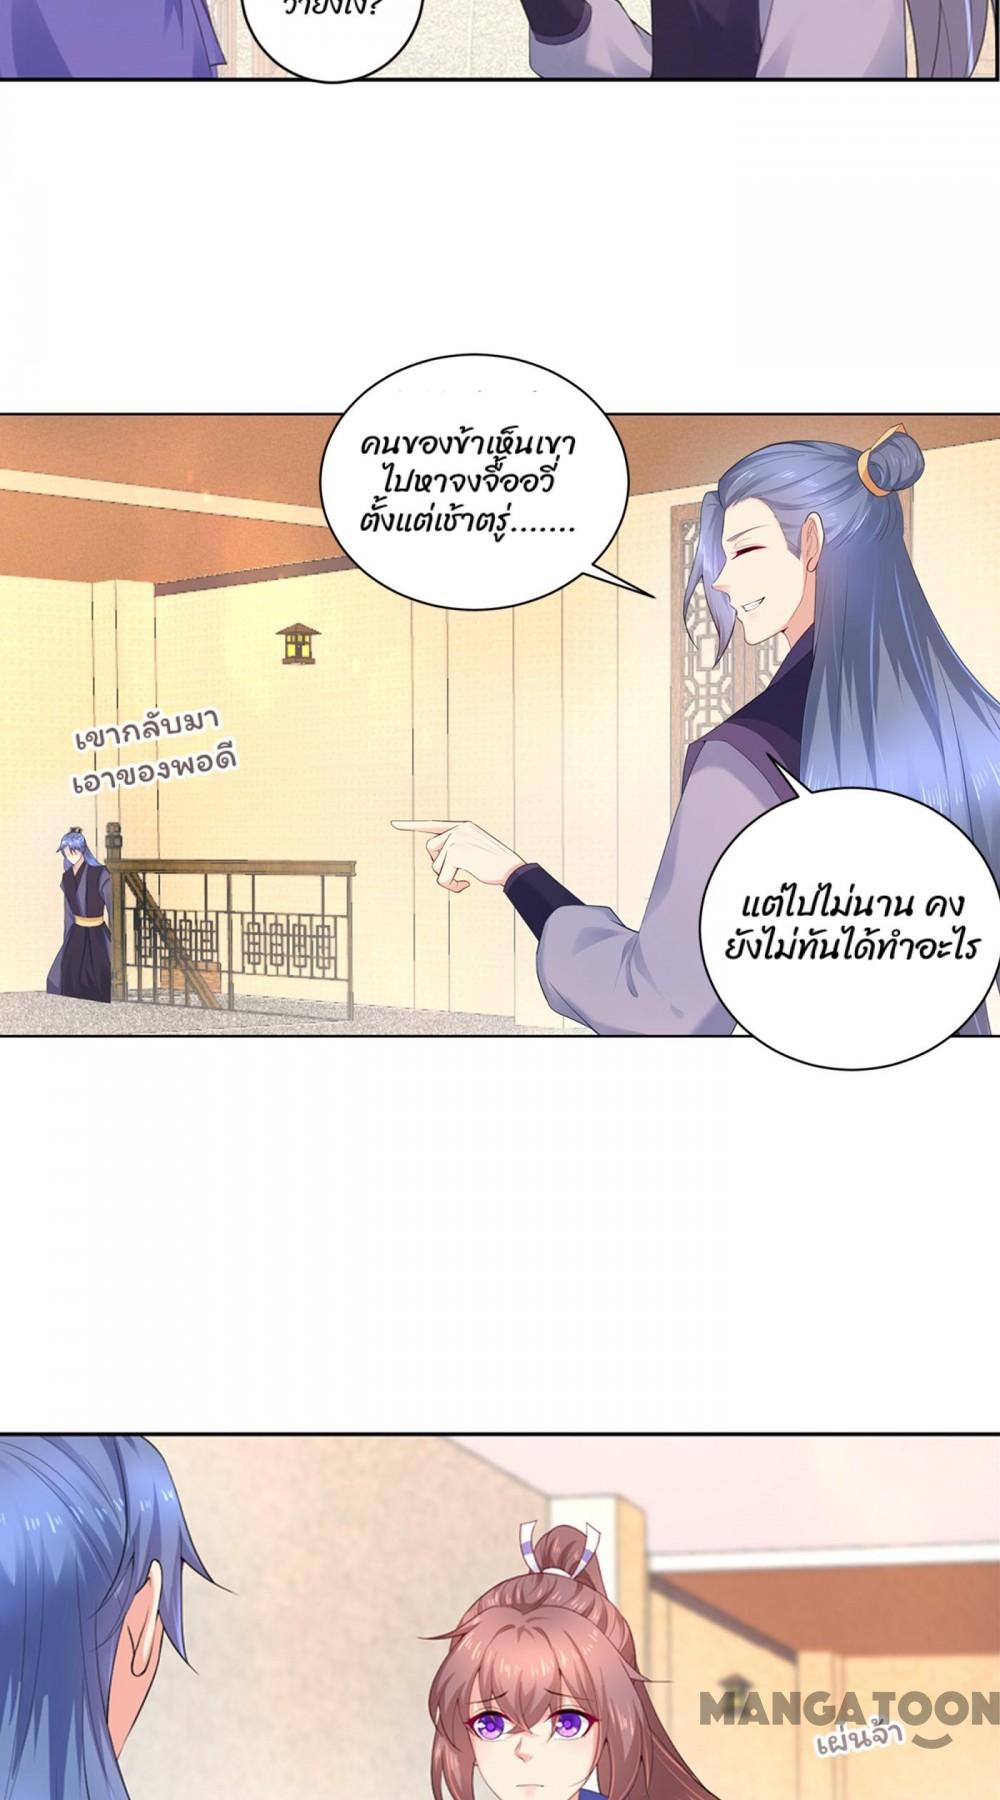 ว่ายังไง?
คนของข้าเห็นเขา
ไปหาจงจื้ออวี่
ตั้งแต่เช้าตรู่.......
เขากลับมา
เอาของพอดี
แต่ไปไม่นาน คง
ยังไม่ทันได้ทำอะไร
MANGATOON
เผ่นจ้า